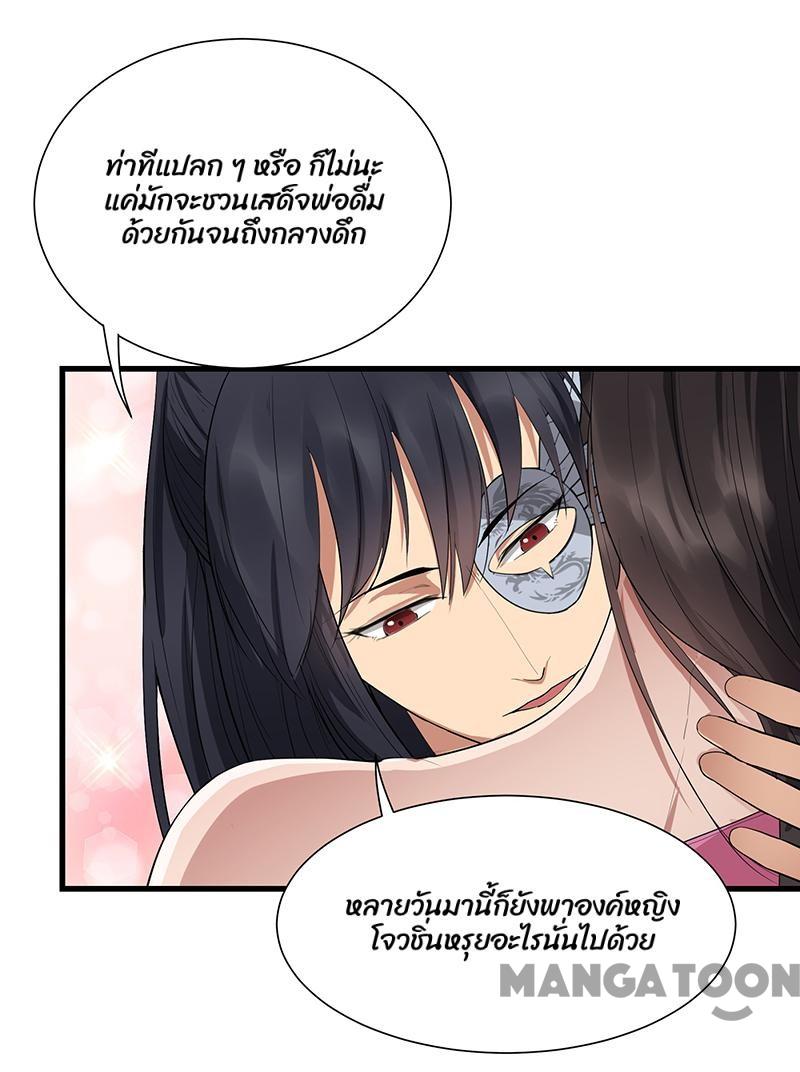 ท่าทีแปลก ๆ หรือ ก็ไม่นะ
แค่มักจะชวนเสด็จพ่อดื่ม
ด้วยกันจนถึงกลางดึก
หลายวันมานี้ก็ยังพาองค์หญิง
โจวชิ่นหรุยอะไรนั่นไปด้วย
MANGA TOON